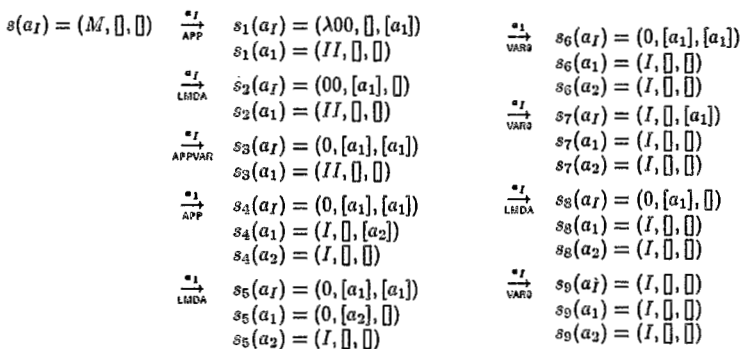 s(a_I) = (M, [], [])
a_I → APP s_1(a_I) = (λ00, [], [a_1])
s_1(a_1) = (II, [], [])
a_I → LMDA s_2(a_I) = (00, [a_1], [])
s_2(a_1) = (II, [], [])
a_I → APPVAR s_3(a_I) = (0, [a_1], [a_1])
s_3(a_1) = (II, [], [])
a_1 → APP s_4(a_I) = (0, [a_1], [a_1])
s_4(a_1) = (I, [], [a_2])
s_4(a_2) = (I, [], [])
a_1 → LMDA s_5(a_I) = (0, [a_1], [a_1])
s_5(a_1) = (0, [a_2], [])
s_5(a_2) = (I, [], [])
a_1 → VAR0 s_6(a_I) = (0, [a_1], [a_1])
s_6(a_1) = (I, [], [])
s_6(a_2) = (I, [], [])
a_I → VAR0 s_7(a_I) = (I, [], [a_1])
s_7(a_1) = (I, [], [])
s_7(a_2) = (I, [], [])
a_I → LMDA s_8(a_I) = (0, [a_1], [])
s_8(a_1) = (I, [], [])
s_8(a_2) = (I, [], [])
a_I → VAR0 s_9(a_I) = (I, [], [])
s_9(a_1) = (I, [], [])
s_9(a_2) = (I, [], [])